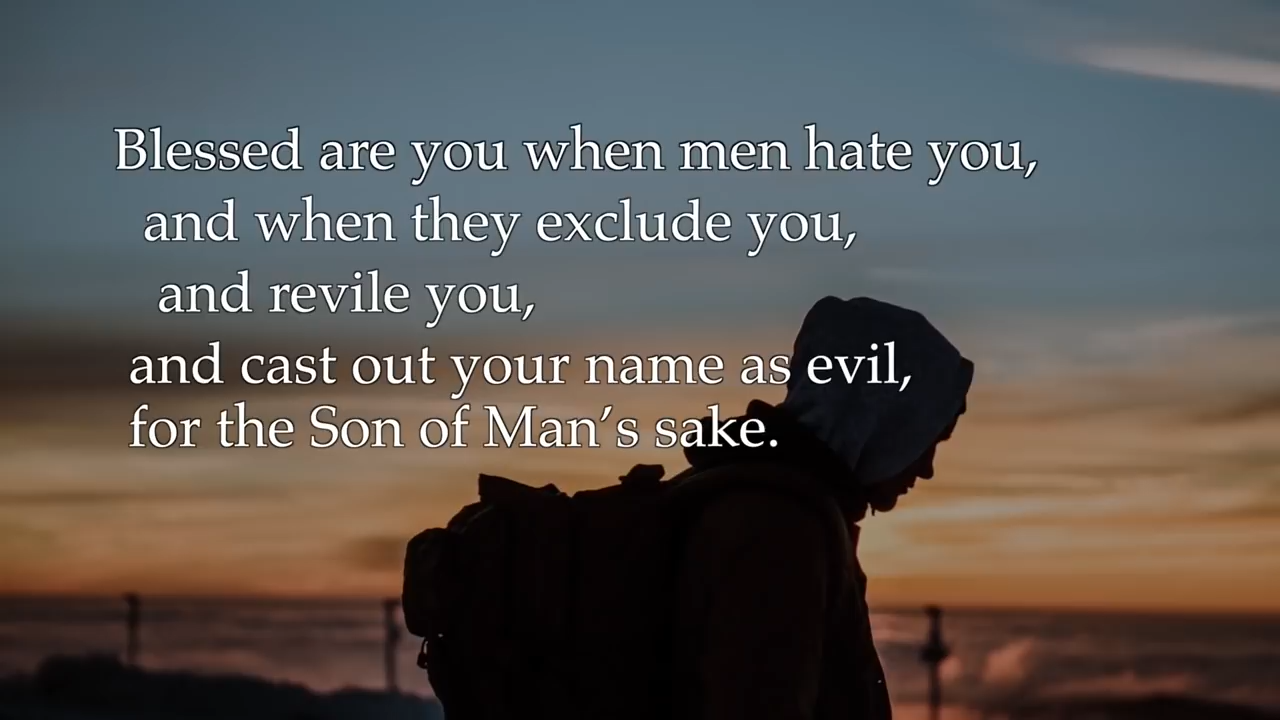 Blessed are you when men hate you,
and when they exclude you,
and revile you,
and cast out your name as evil,
for the Son of Man’s sake.